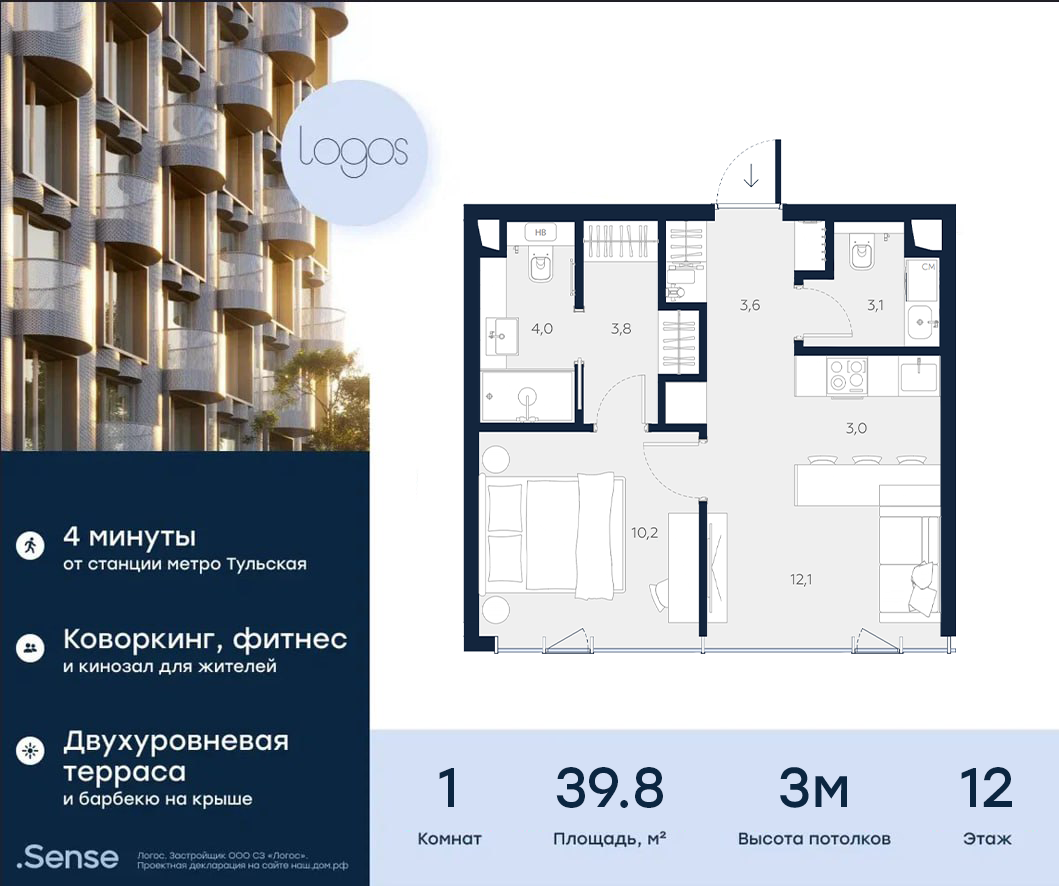 logos
НВ
СМ
4,0
3,8
3,6
3,1
3,0
10,2
12,1
4 минуты
от станции метро Тульская
Коворкинг, фитнес
и кинозал для жителей
Двухуровневая
терраса
и барбекю на крыше
.Sense
Логос. Застройщик ООО СЗ «Логос».
Проектная декларация на сайте наш.дом.рф
1
Комнат
39.8
Площадь, м²
3м
Высота потолков
12
Этаж